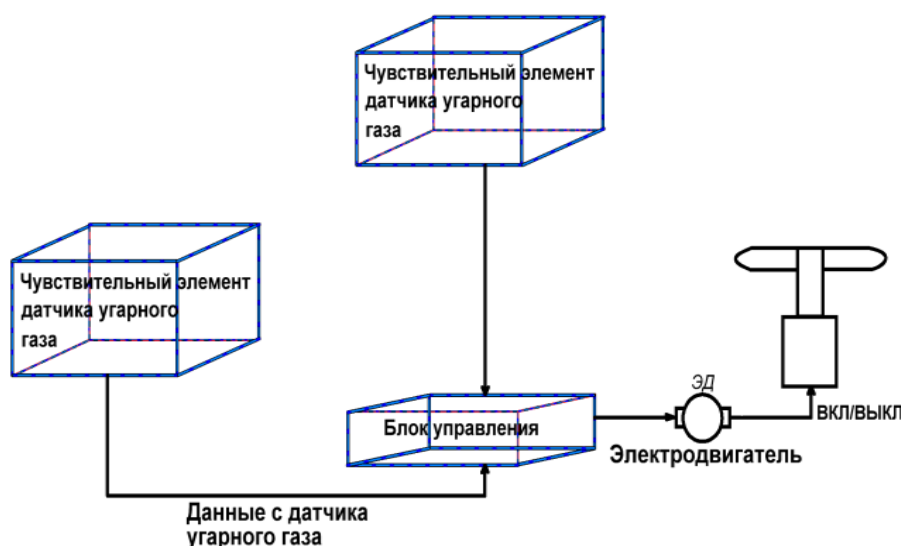 Чувствительный элемент
датчика угарного
газа
Чувствительный элемент
датчика угарного
газа
Блок управления
ЭД
Электродвигатель
ВКЛ/ВЫКЛ
Данные с датчика
угарного газа